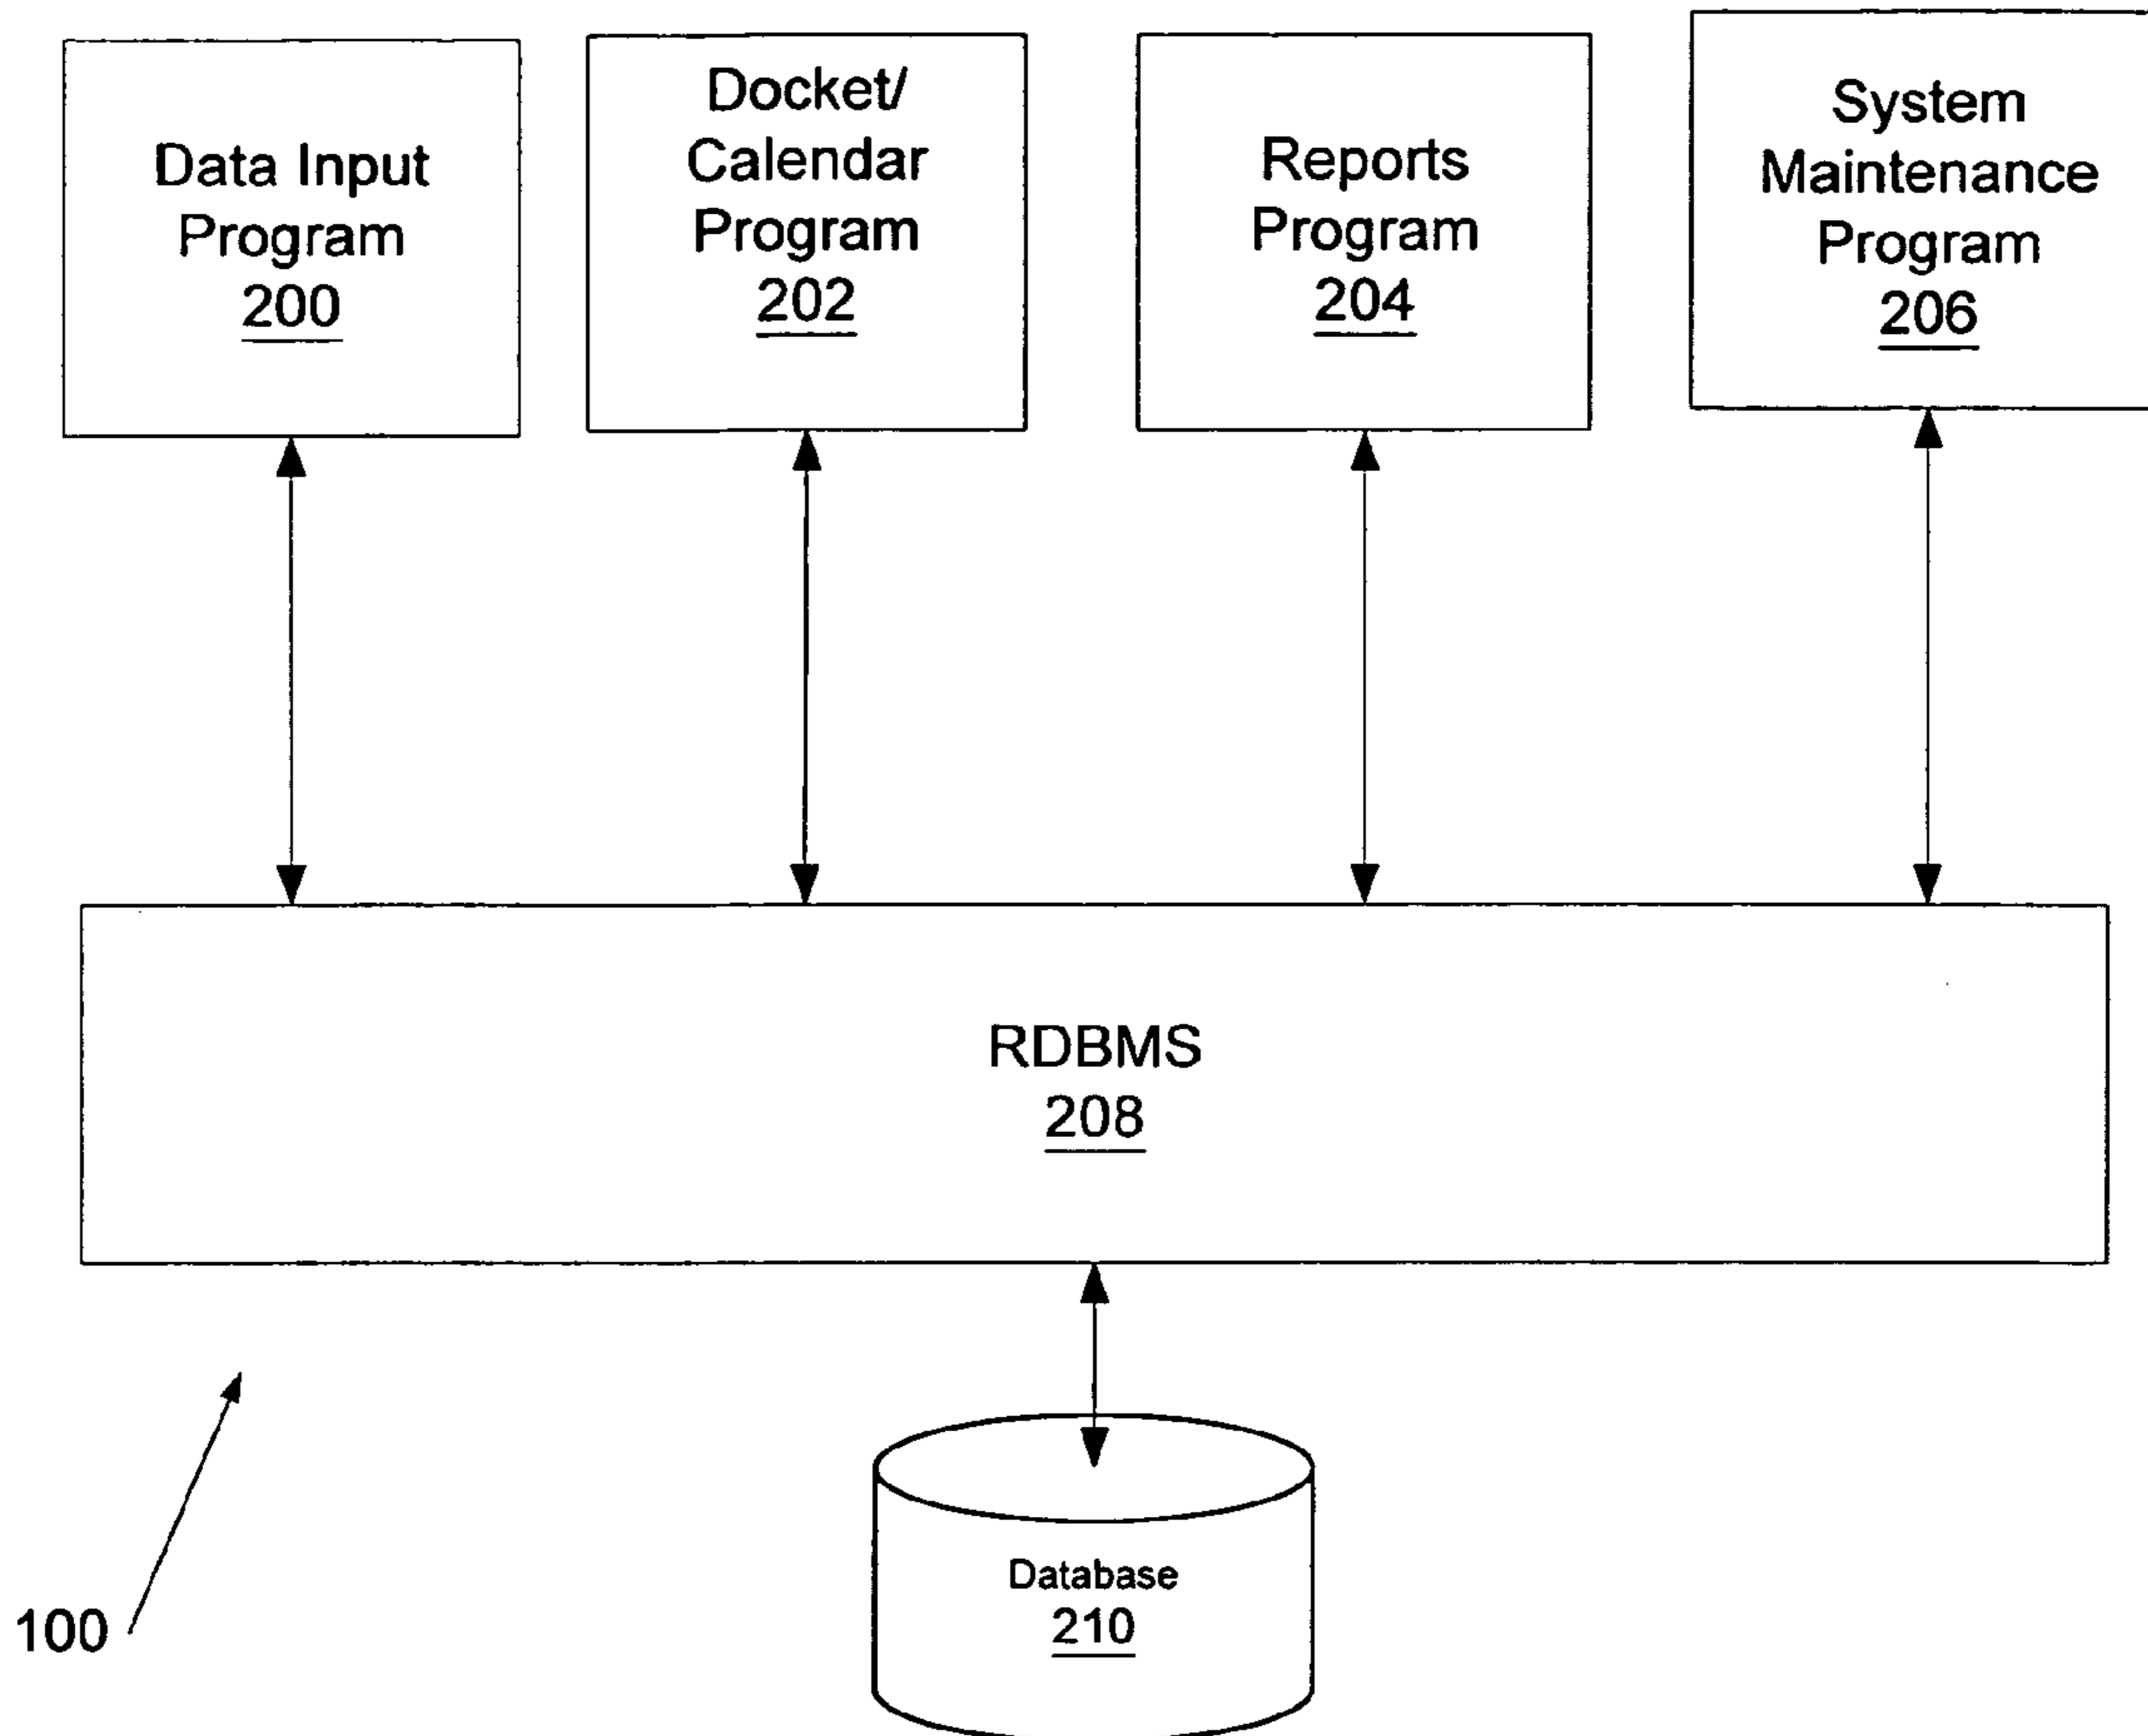 Data Input
Program
200
Docket/
Calendar
Program
202
Reports
Program
204
System
Maintenance
Program
206
RDBMS
208
Database
210
100